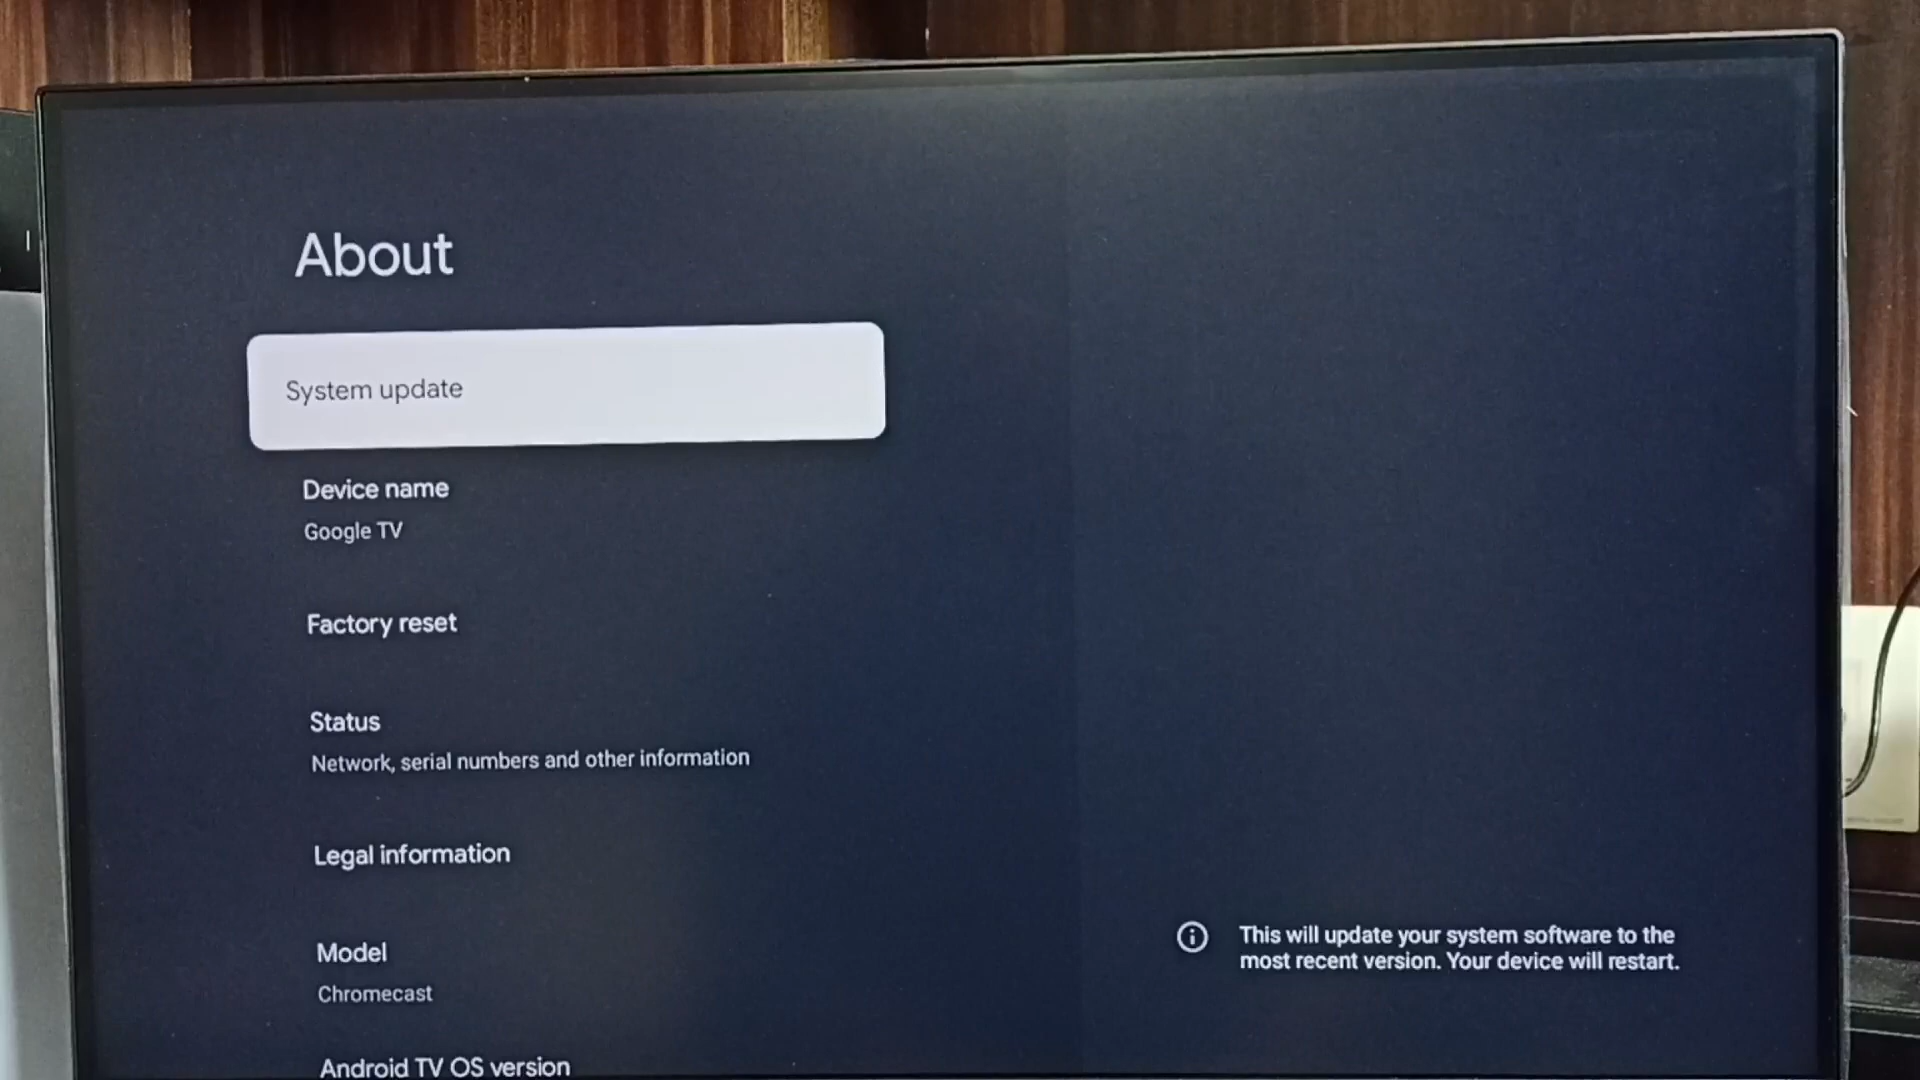 About
System update
Device name
Google TV
Factory reset
Status
Network, serial numbers and other information
Legal information
Model
Chromecast
Android TV OS version
This will update your system software to the
most recent version. Your device will restart.